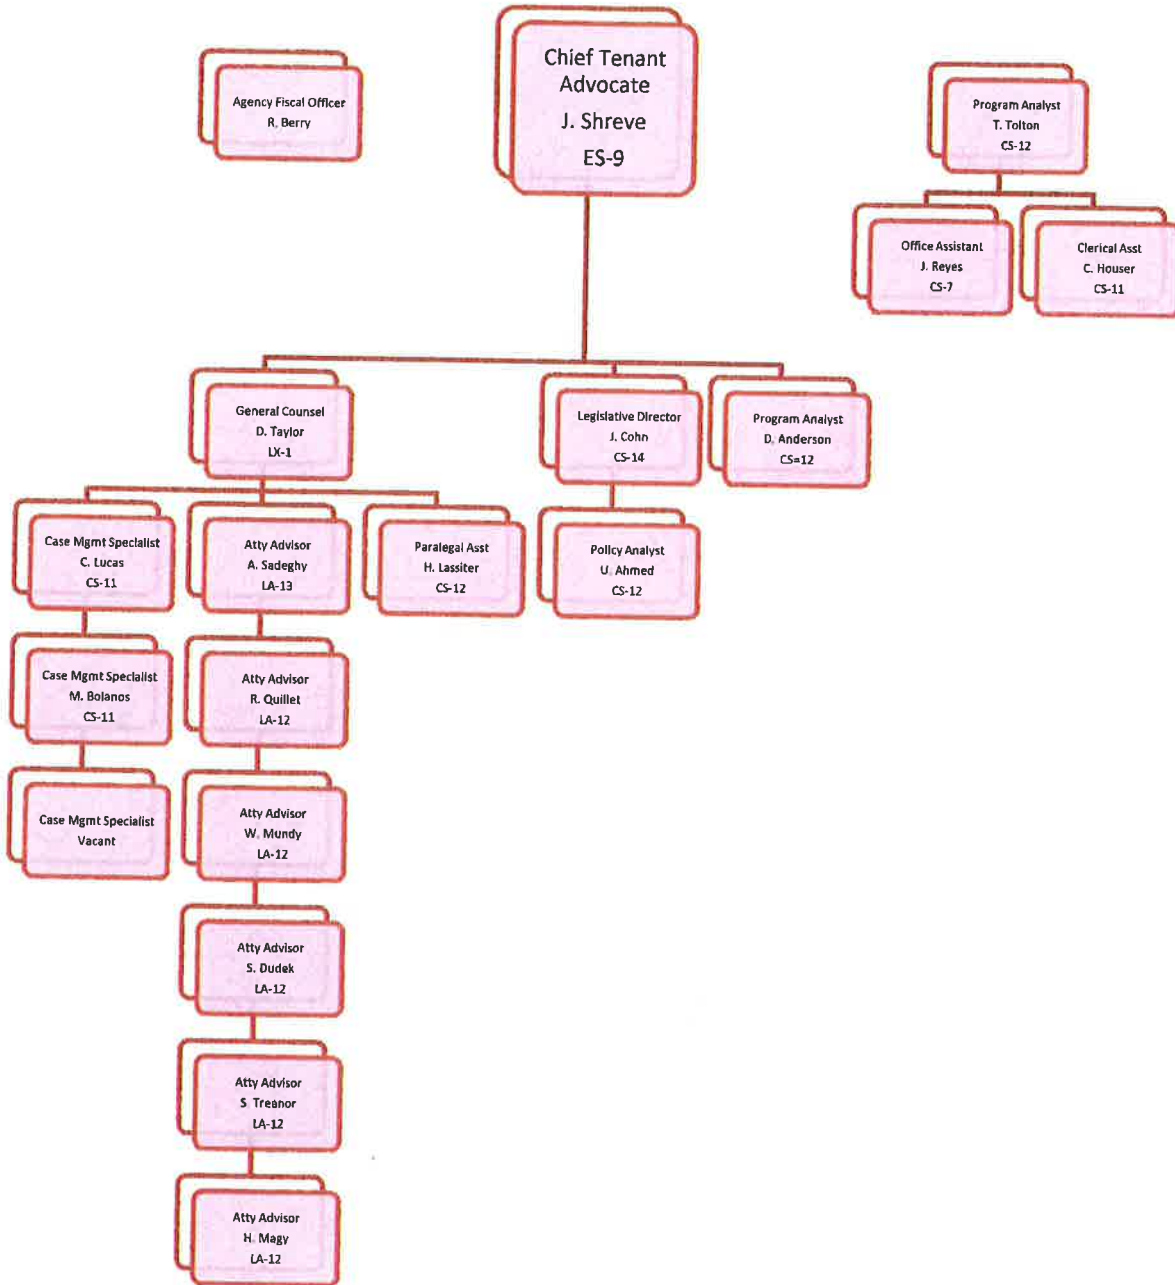 Chief Tenant
Advocate
J. Shreve
ES-9
Agency Fiscal Officer
R. Berry
Program Analyst
T. Tolton
CS-12
Office Assistant
J. Reyes
CS-7
Clerical Asst
C. Houser
CS-11
General Counsel
D. Taylor
LX-1
Legislative Director
J. Cohn
CS-14
Program Analyst
D. Anderson
CS=12
Case Mgmt Specialist
C. Lucas
CS-11
Atty Advisor
A. Sadeghy
LA-13
Paralegal Asst
H. Lassiter
CS-12
Policy Analyst
U. Ahmed
CS-12
Case Mgmt Specialist
M. Bolanos
CS-11
Atty Advisor
R. Quillet
LA-12
Case Mgmt Specialist
Vacant
Atty Advisor
W. Mundy
LA-12
Atty Advisor
S. Dudek
LA-12
Atty Advisor
S. Treanor
LA-12
Atty Advisor
H. Magy
LA-12